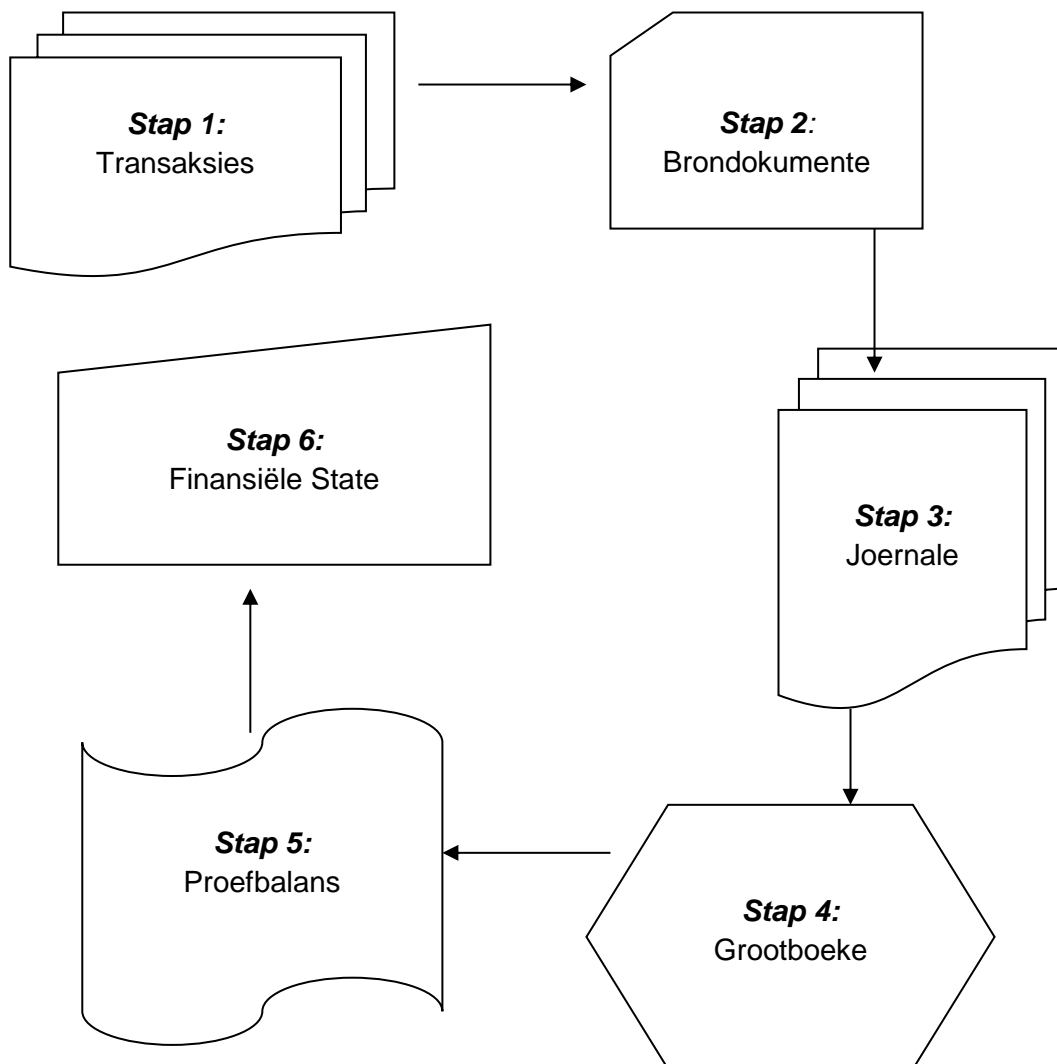 Stap 1:
Transaksies
Stap 2:
Brondokumente
Stap 3:
Joernale
Stap 4:
Grootboeke
Stap 5:
Proefbalans
Stap 6:
Finansiële State